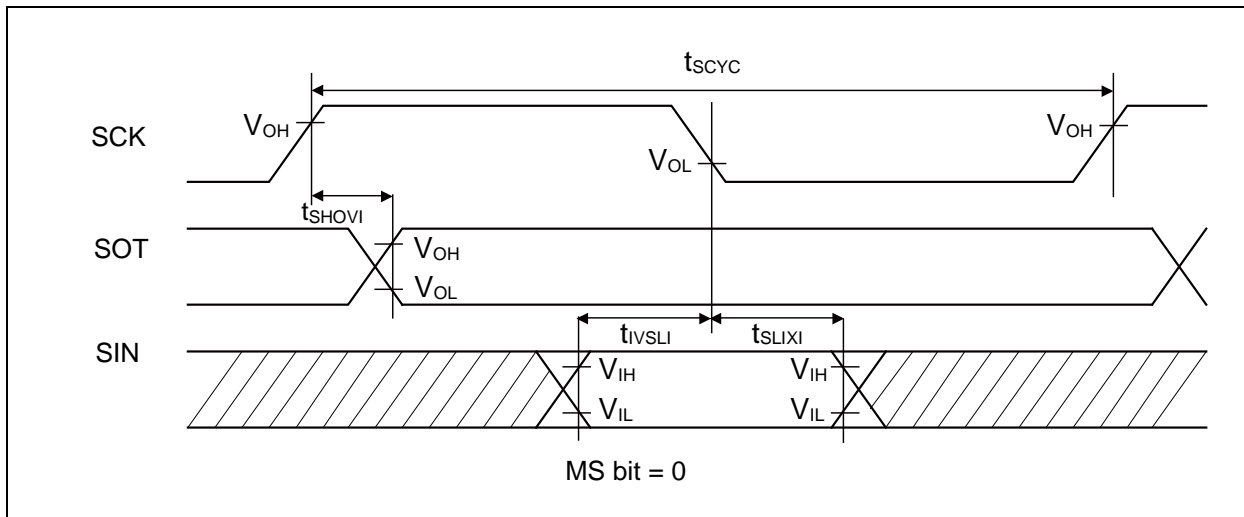 tSCYC
SCK
VOH
VOL
VOH
tSHOVI
SOT
VOH
VOL
SIN
tIVSLI
tSLIXI
VIH
VIL
VIH
VIL
MS bit = 0